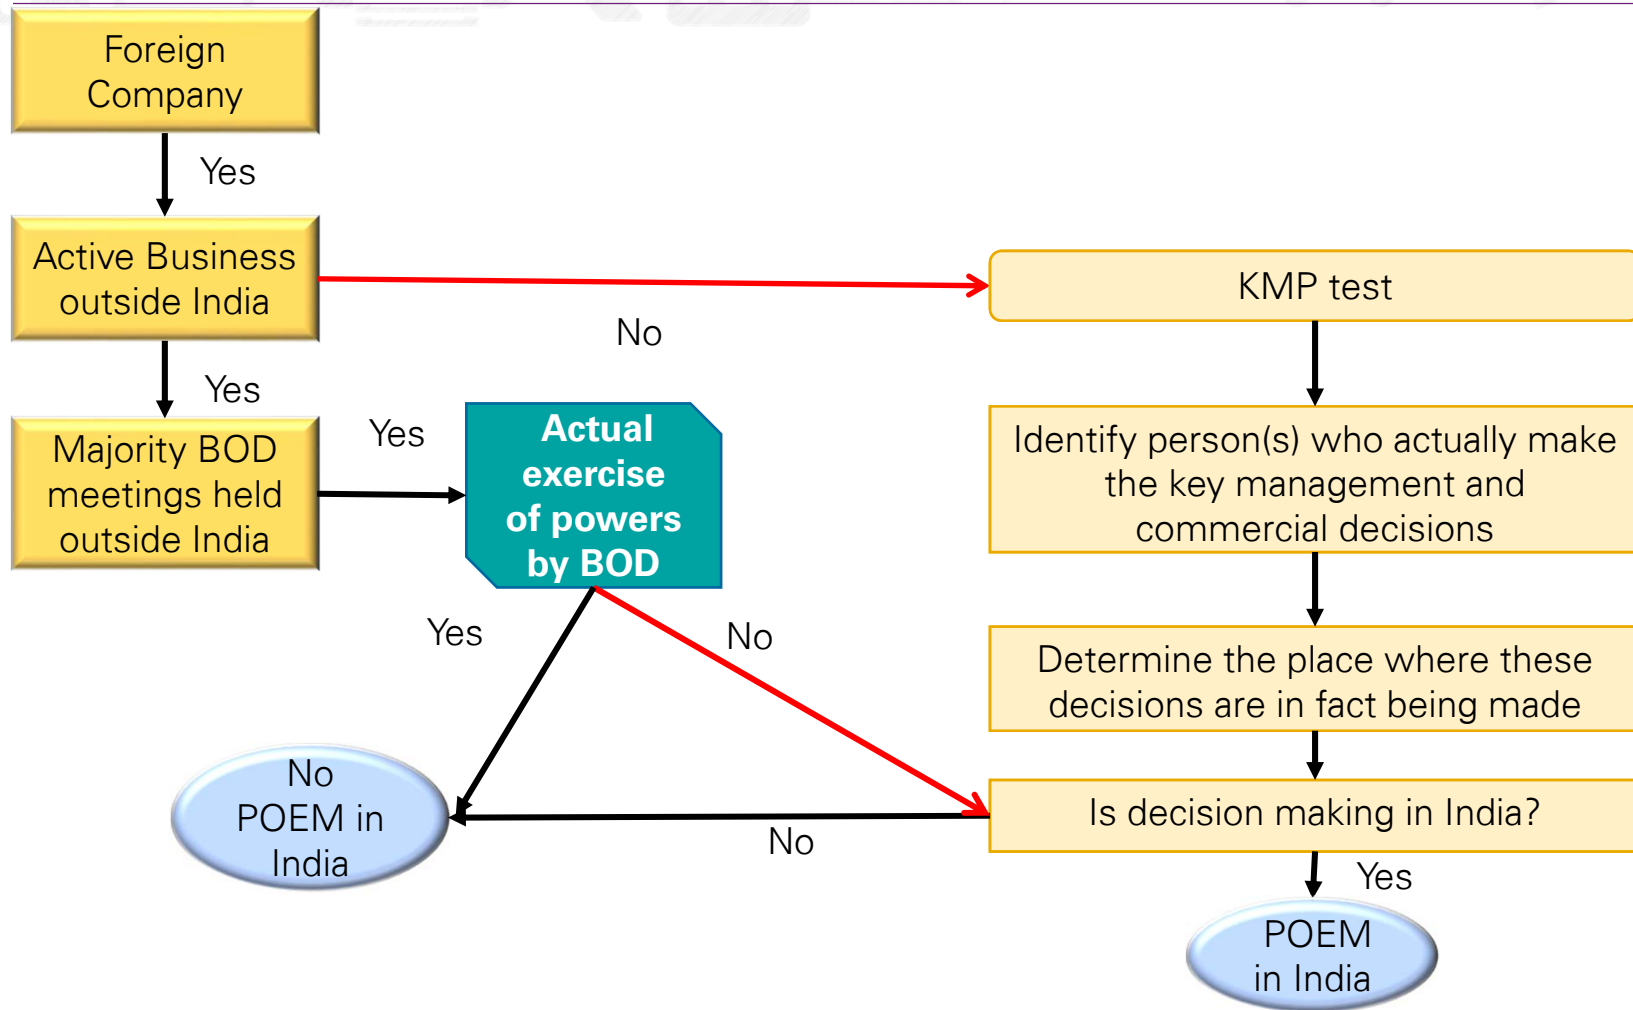 Foreign
Company
Yes
Active Business
outside India
No
KMP test
Yes
Majority BOD
meetings held
outside India
Yes
Actual
exercise
of powers
by BOD
Identify person(s) who actually make
the key management and
commercial decisions
Yes
No
Determine the place where these
decisions are in fact being made
No
POEM in
India
No
Is decision making in India?
Yes
POEM
in India